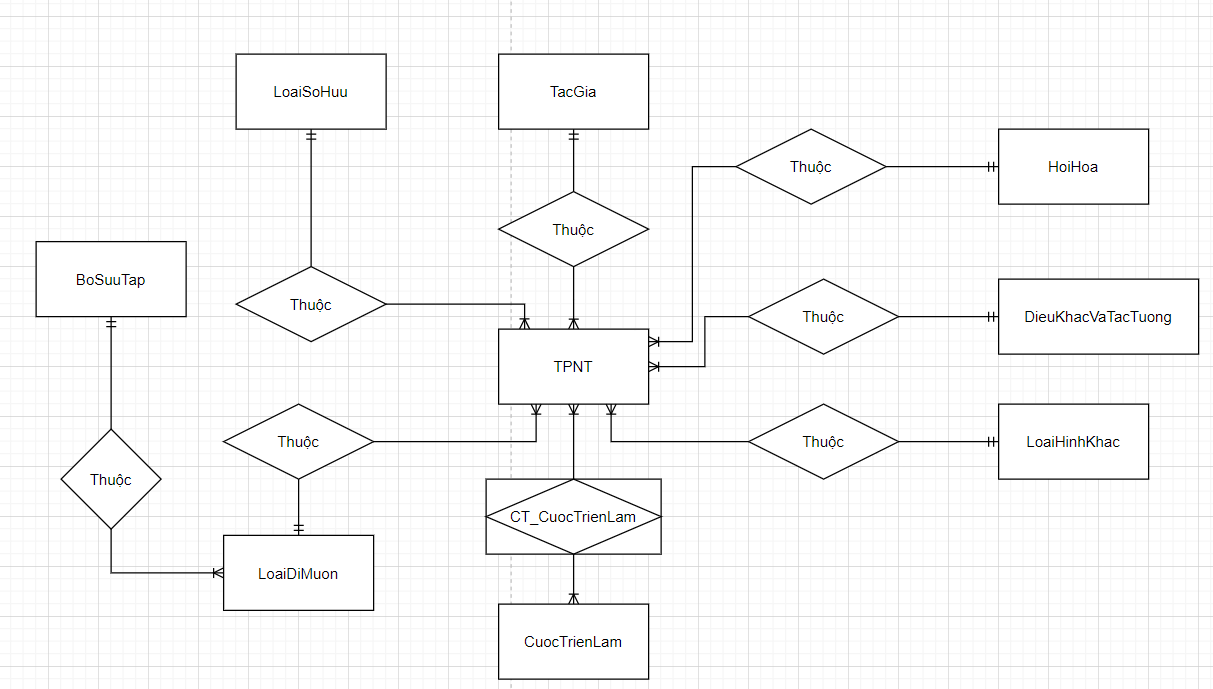 LoaiSoHuu
TacGia
Thuộc
HoiHoa
Thuộc
BoSuuTap
Thuộc
Thuộc
DieuKhacVaTacTuong
TPNT
Thuộc
Thuộc
LoaiHinhKhac
Thuộc
CT_CuocTrienLam
LoaiDiMuon
CuocTrienLam